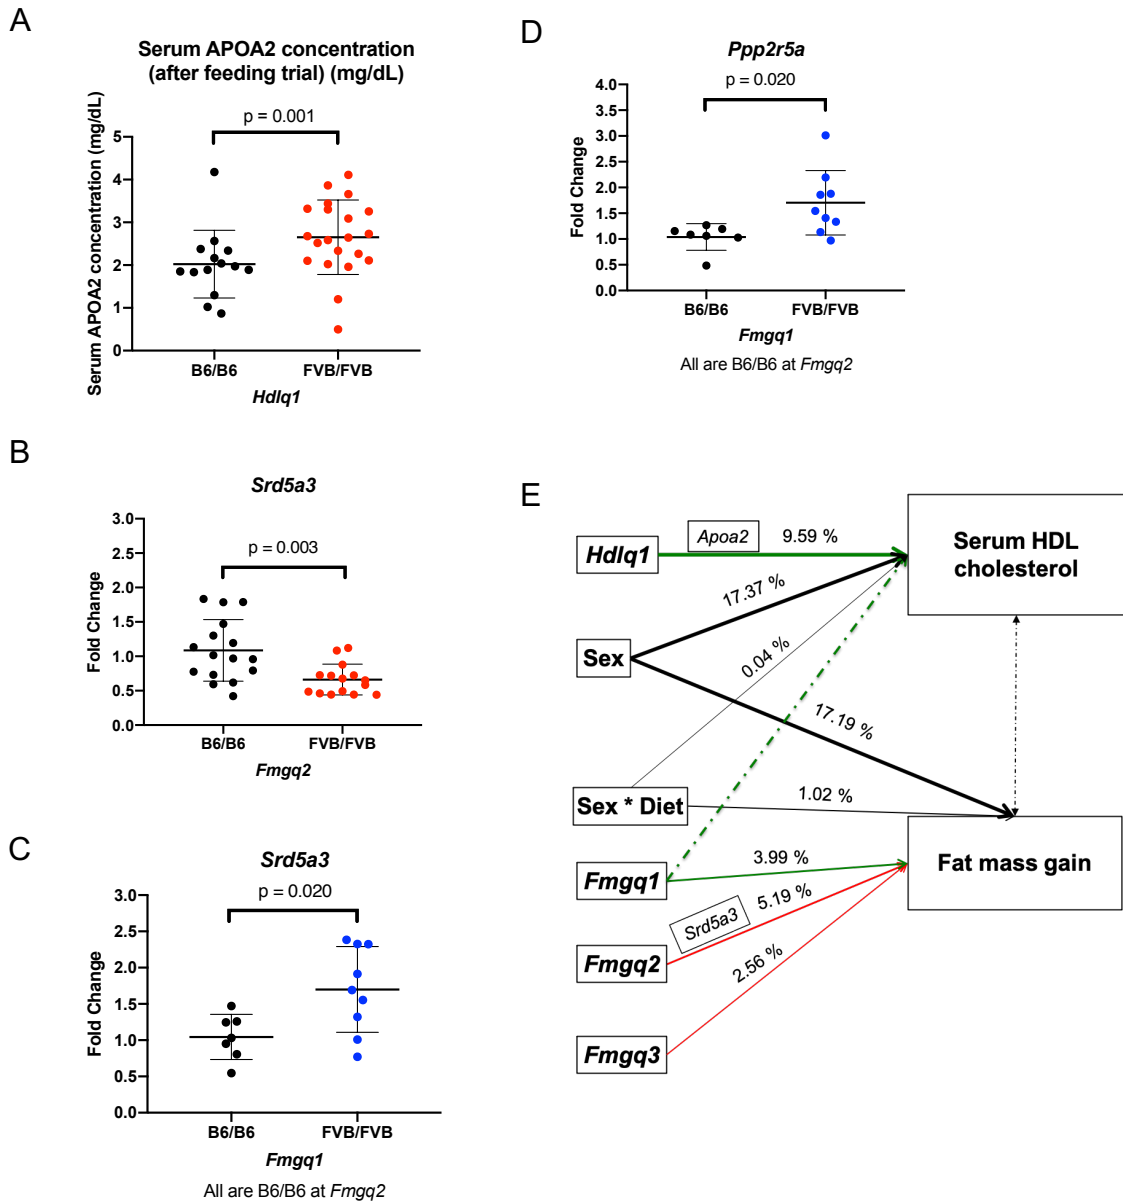 A
Serum APOA2 concentration
(after feeding trial) (mg/dL)
p = 0.001
Serum APOA2 concentration (mg/dL)
5
4
3
2
1
0
B6/B6
FVB/FVB
Hdlq1
B
Srd5a3
p = 0.003
Fold Change
3.0
2.5
2.0
1.5
1.0
0.5
0.0
B6/B6
FVB/FVB
Fmgq2
C
Srd5a3
p = 0.020
Fold Change
3.0
2.5
2.0
1.5
1.0
0.5
0.0
B6/B6
FVB/FVB
Fmgq1
All are B6/B6 at Fmgq2
D
Ppp2r5a
p = 0.020
Fold Change
4.0
3.5
3.0
2.5
2.0
1.5
1.0
0.5
0.0
B6/B6
FVB/FVB
Fmgq1
All are B6/B6 at Fmgq2
E
Hdlq1
Apoa2
9.59 %
Serum HDL
cholesterol
17.37 %
Sex
0.04 %
17.19 %
Sex * Diet
1.02 %
Fmgq1
3.99 %
Fat mass gain
Srd5a3
5.19 %
Fmgq2
2.56 %
Fmgq3